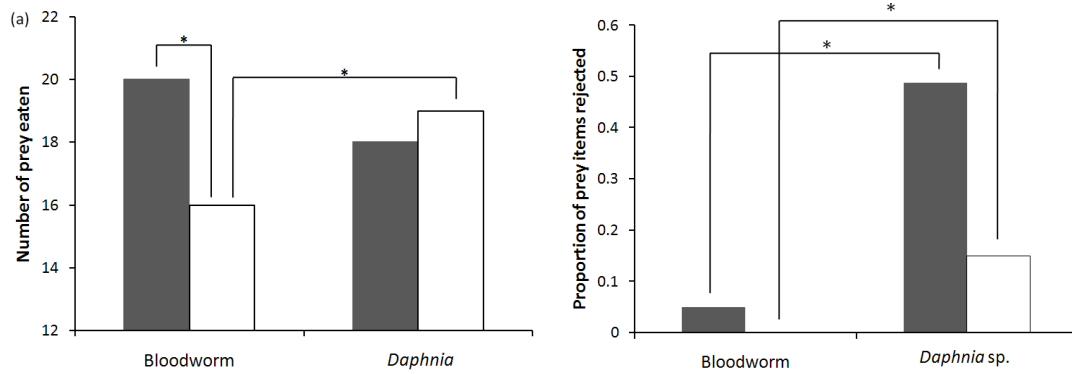 (a)
Number of prey eaten
22
20
18
16
14
12
*
*
Bloodworm
Daphnia
Proportion of prey items rejected
0.6
0.5
0.4
0.3
0.2
0.1
0
*
*
Bloodworm
Daphnia sp.